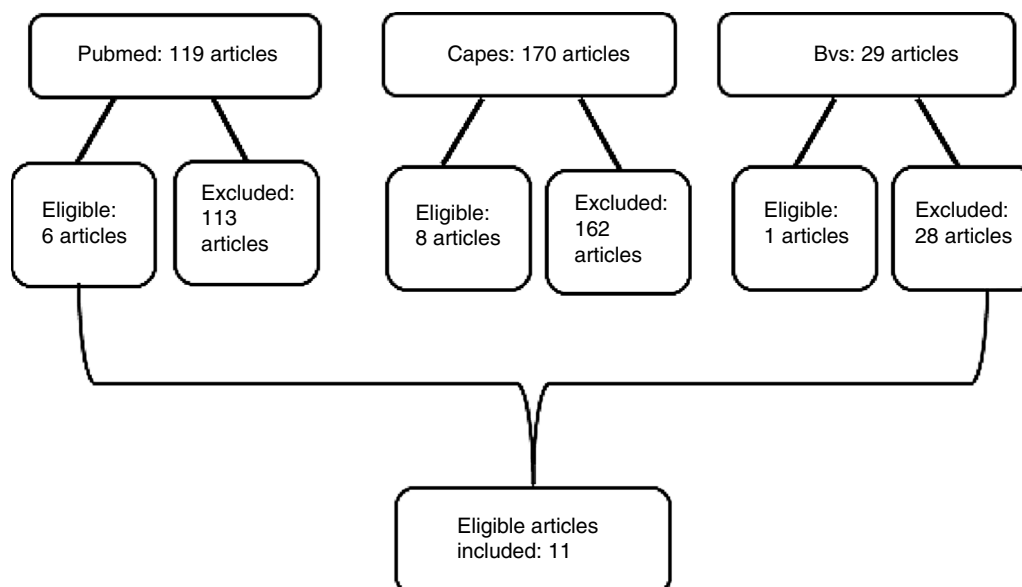 Pubmed: 119 articles
Capes: 170 articles
Bvs: 29 articles
Eligible:
6 articles
Excluded:
113
articles
Eligible:
8 articles
Excluded:
162
articles
Eligible:
1 articles
Excluded:
28 articles
Eligible articles
included: 11